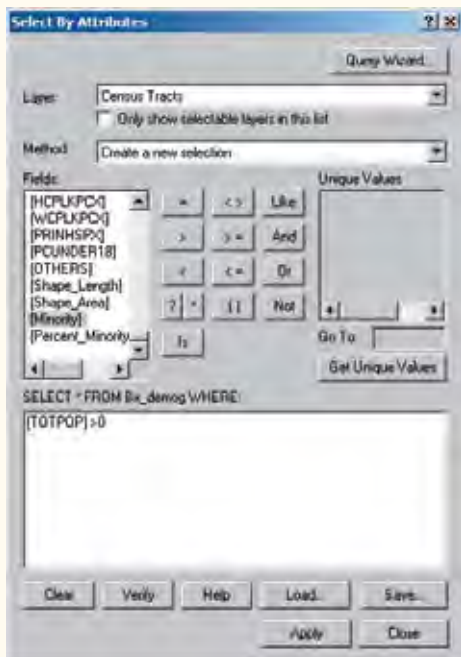 Select By Attributes
Query Wizard...
Layer: Census Tracts
Only show selectable layers in this list
Method: Create a new selection
Fields: Unique Values
[HCPLKPCX]
[WCPLKPCX]
[PRINHSPX]
[PCUNDER18]
[OTHERS]
[Shape_Length]
[Shape_Area]
[Minority]
[Percent_Minority
= < > Like
> > = And
< < = Or
? * ( ) Not
Is
Go To
Get Unique Values
SELECT * FROM Bx_demog WHERE:
[TOTPOP] >0
Clear Verify Help Load... Save...
Apply Close